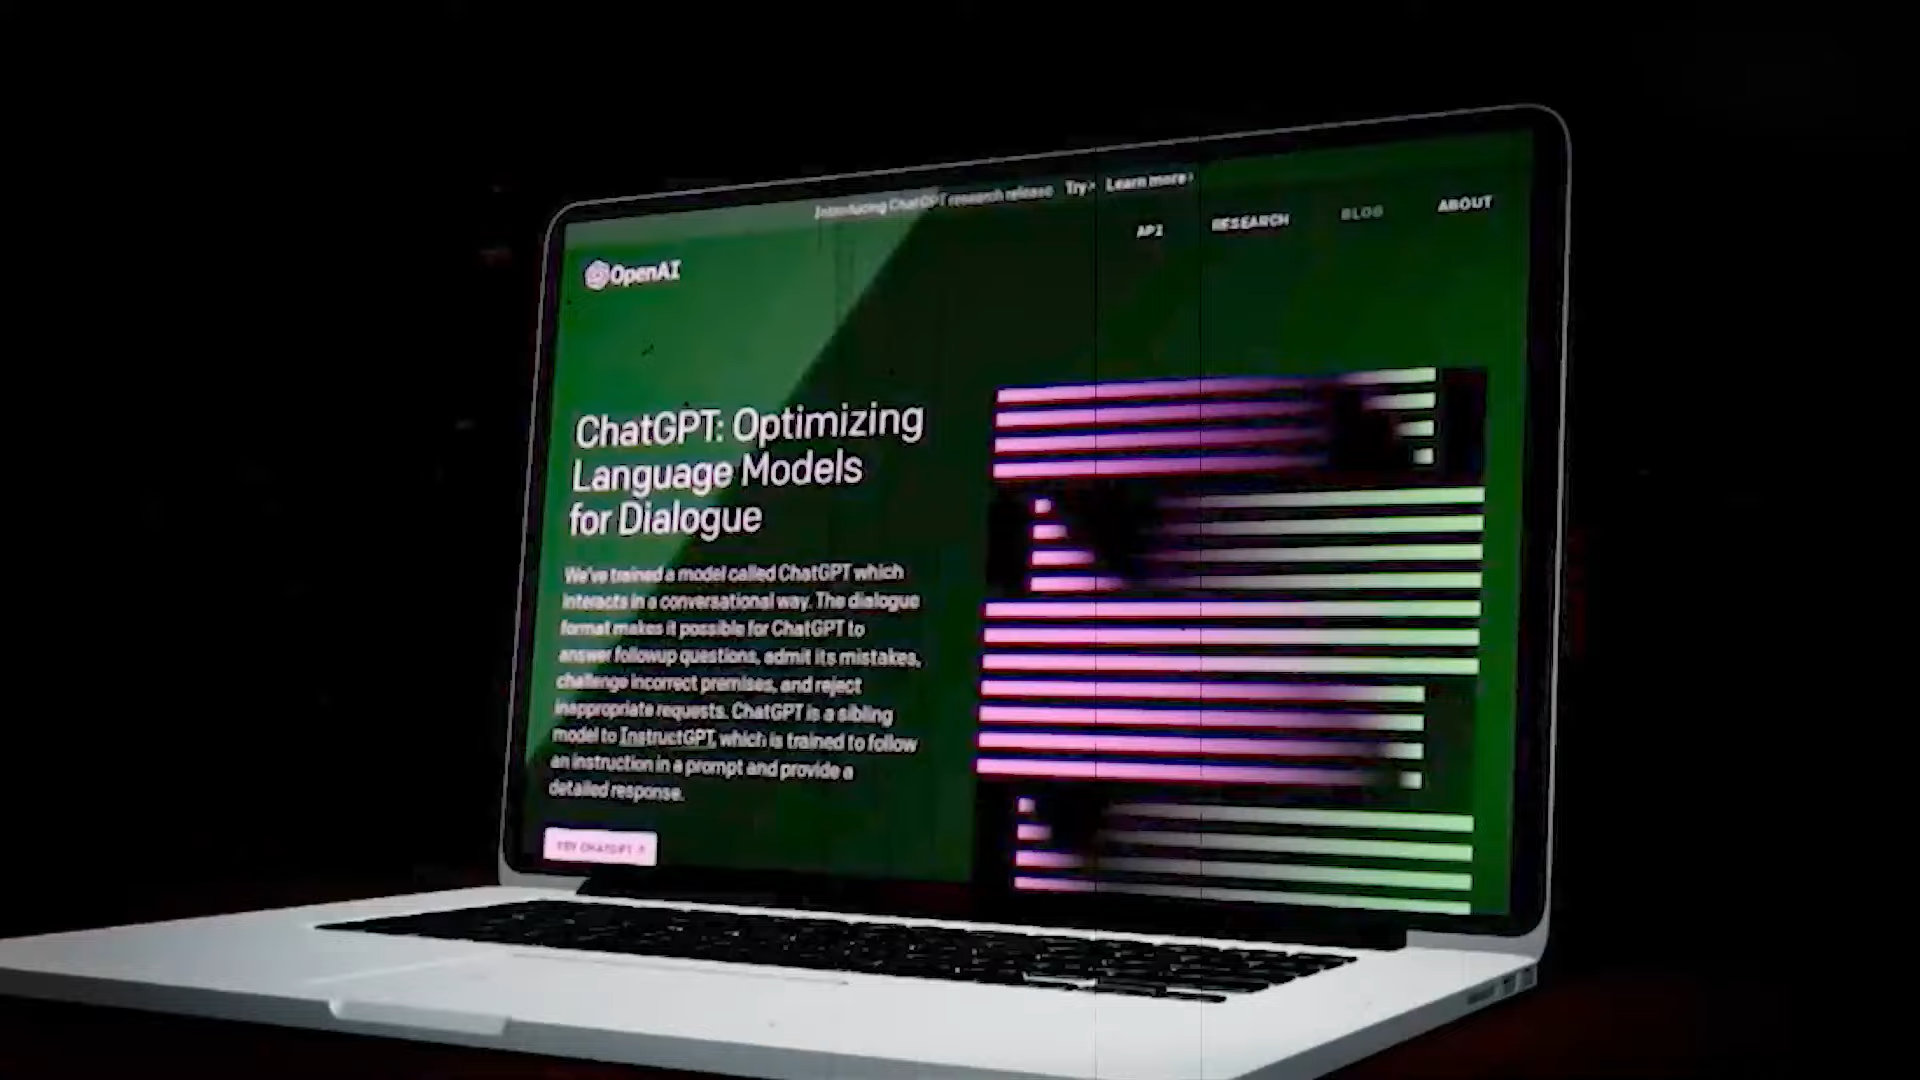 Introducing ChatGPT research release Try› Learn more›
API RESEARCH BLOG ABOUT
OpenAI
ChatGPT: Optimizing
Language Models
for Dialogue
We've trained a model called ChatGPT which
interacts in a conversational way. The dialogue
format makes it possible for ChatGPT to
answer followup questions, admit its mistakes,
challenge incorrect premises, and reject
inappropriate requests. ChatGPT is a sibling
model to InstructGPT, which is trained to follow
an instruction in a prompt and provide a
detailed response.
TRY CHATGPT ↗